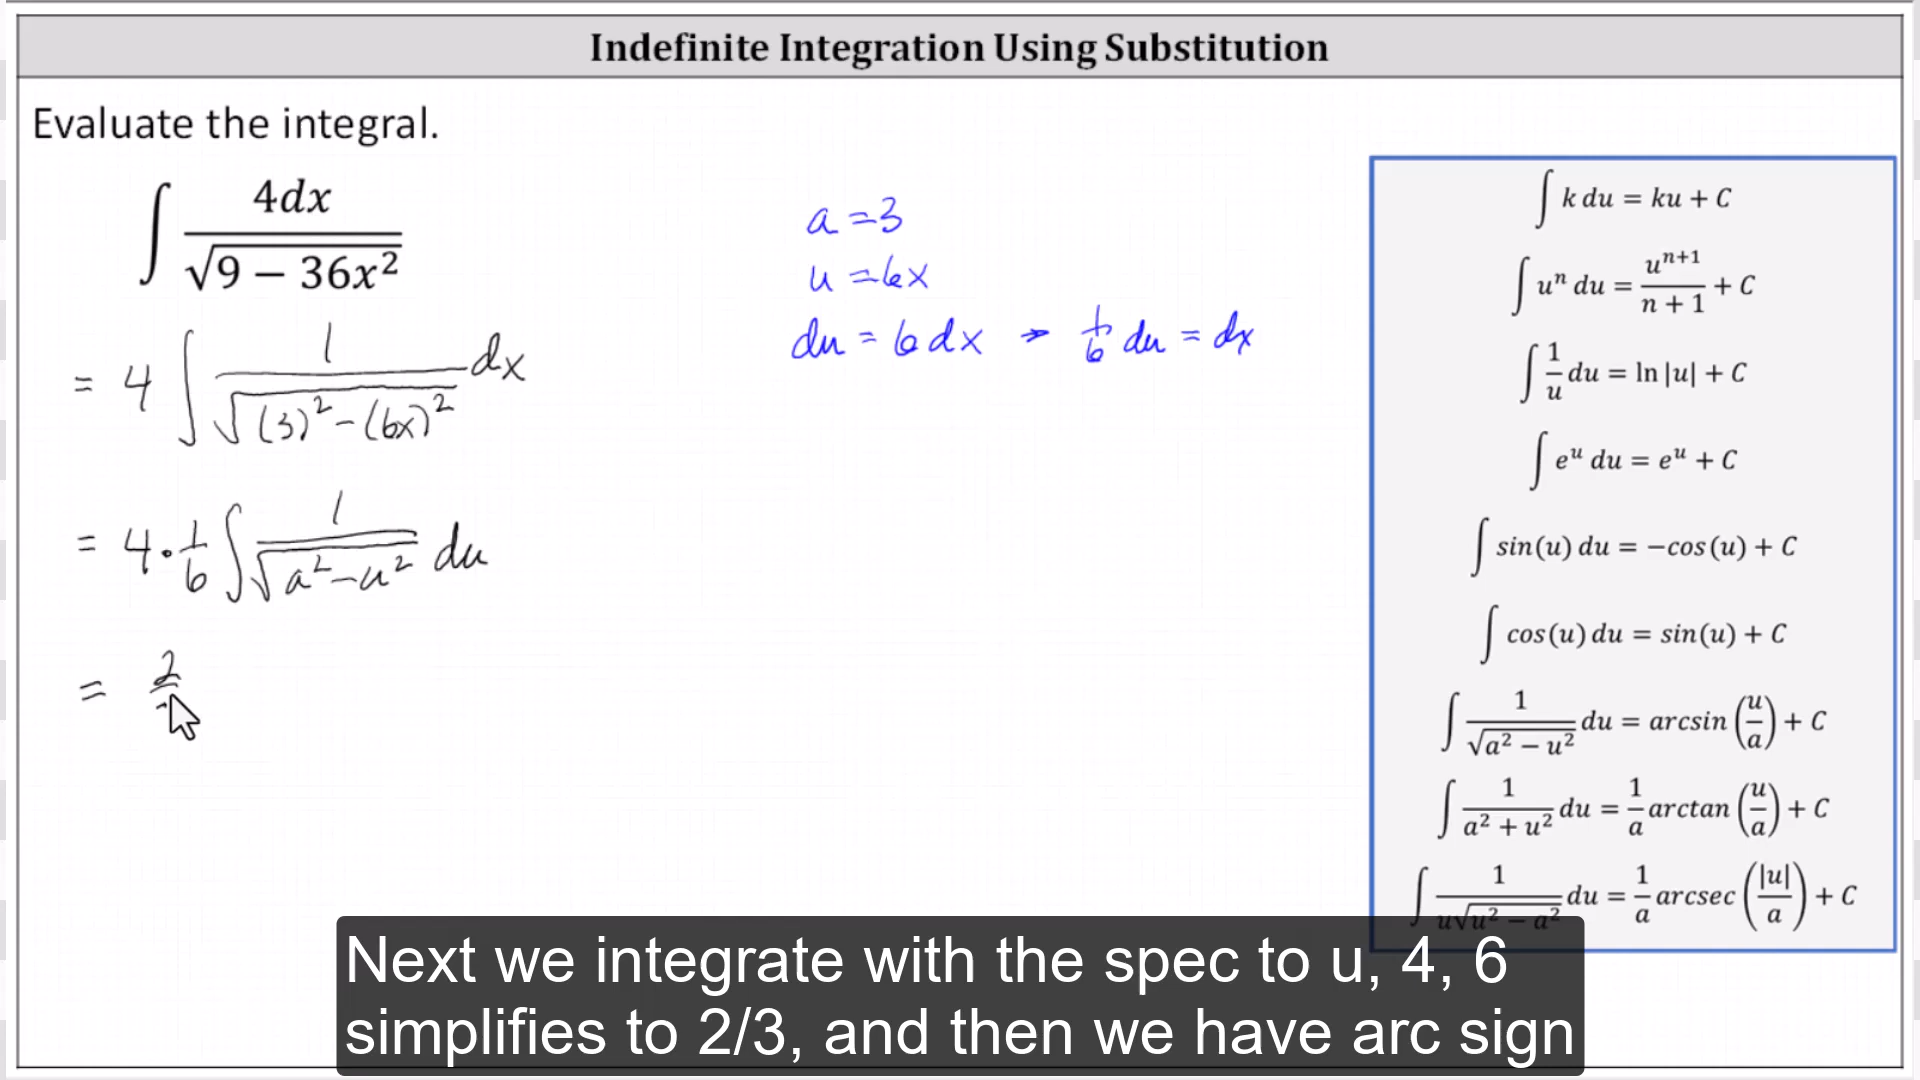 Indefinite Integration Using Substitution
Evaluate the integral.
∫ 4dx / √(9 − 36x²)
= 4 ∫ 1 / √((3)² − (6x)²) dx
= 4 · 1/6 ∫ 1 / √(a² − u²) du
= 2
a = 3
u = 6x
du = 6 dx → 1/6 du = dx
∫ k du = ku + C
∫ uⁿ du = uⁿ⁺¹ / (n + 1) + C
∫ 1/u du = ln|u| + C
∫ eᵘ du = eᵘ + C
∫ sin(u) du = −cos(u) + C
∫ cos(u) du = sin(u) + C
∫ 1 / √(a² − u²) du = arcsin (u/a) + C
∫ 1 / (a² + u²) du = 1/a arctan (u/a) + C
∫ 1 / (u√(u² − a²)) du = 1/a arcsec (|u|/a) + C
Next we integrate with the spec to u, 4, 6
simplifies to 2/3, and then we have arc sign